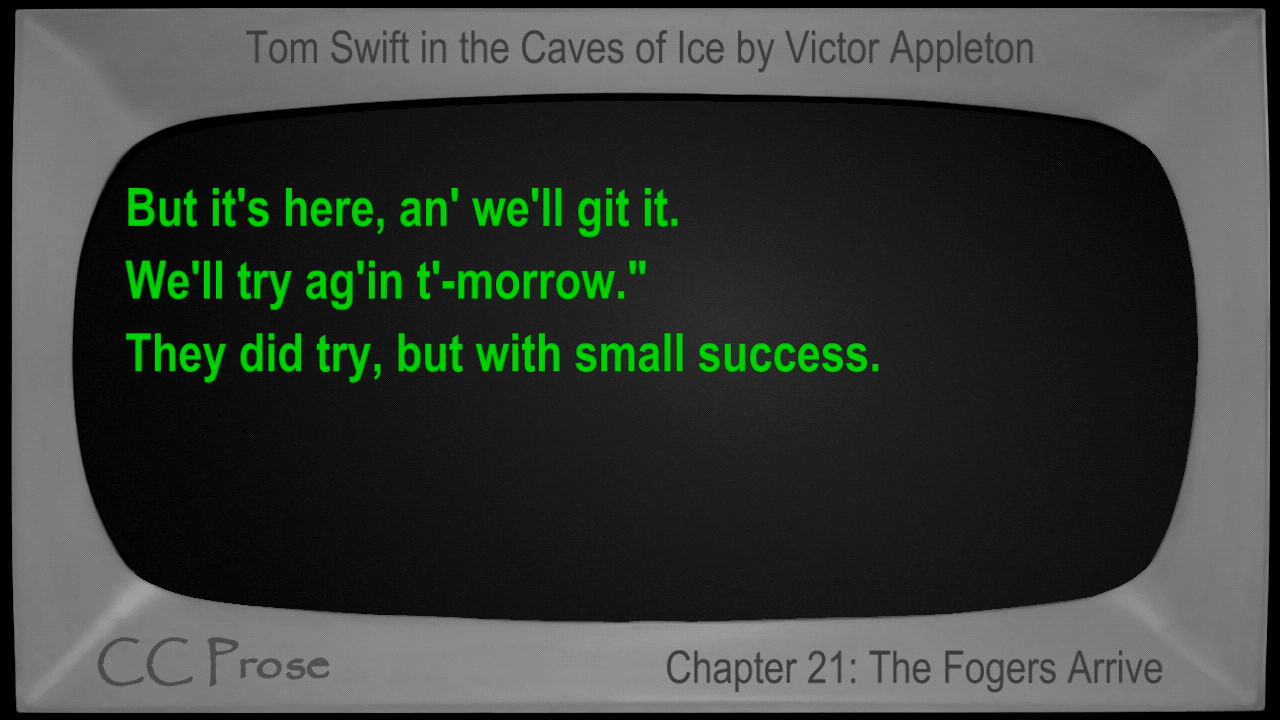 Tom Swift in the Caves of Ice by Victor Appleton
But it's here, an' we'll git it.
We'll try ag'in t'-morrow."
They did try, but with small success.
CC Prose
Chapter 21: The Fogers Arrive